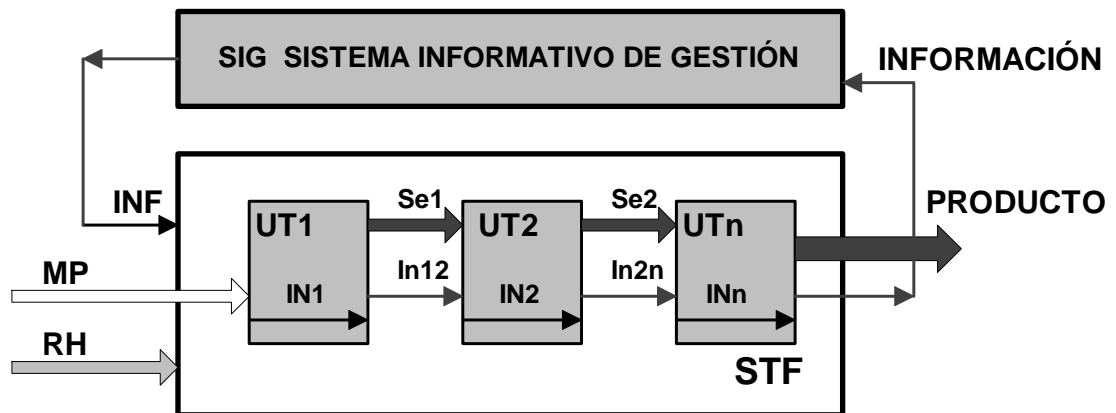 SIG SISTEMA INFORMATIVO DE GESTIÓN
INFORMACIÓN
INF
Se1
Se2
PRODUCTO
UT1
UT2
UTn
MP
In12
In2n
IN1
IN2
INn
RH
STF